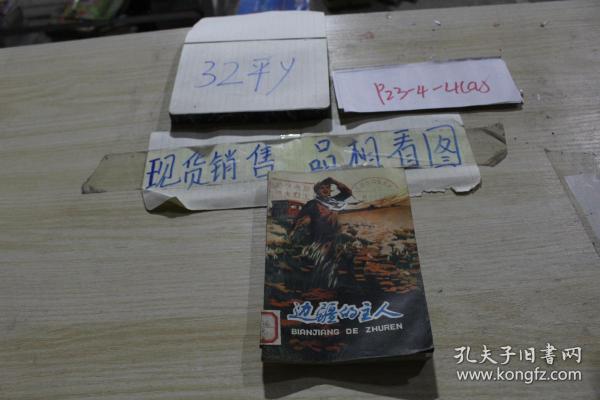 32平y
P23-4-4(a)
现货销售 品相看图
边疆的主人
BIANJIANG DE ZHUREN
孔夫子旧书网
www.kongfz.com